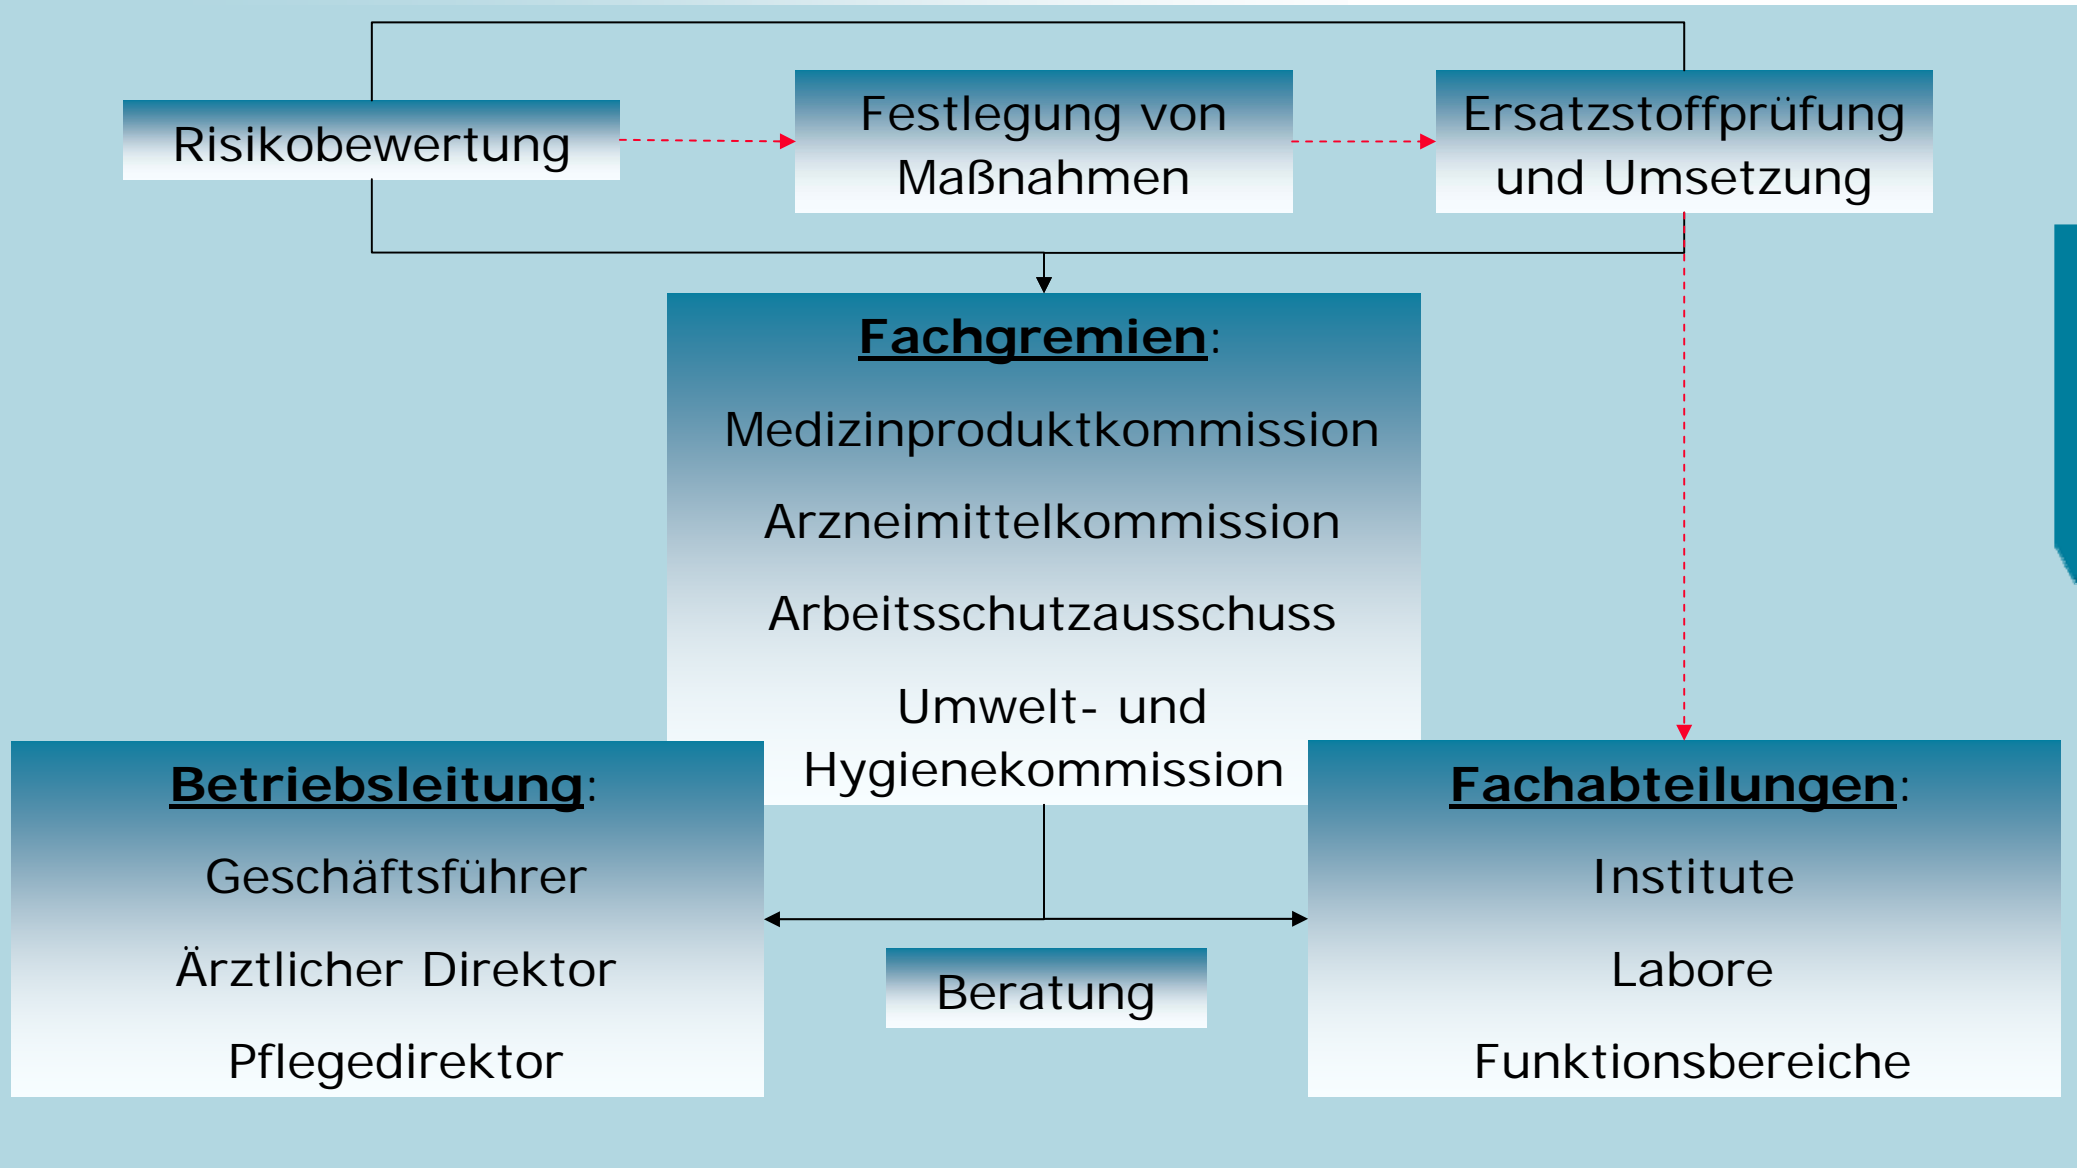 Risikobewertung
Festlegung von
Maßnahmen
Ersatzstoffprüfung
und Umsetzung
Fachgremien:
Medizinproduktkommission
Arzneimittelkommission
Arbeitsschutzausschuss
Umwelt- und
Hygienekommission
Betriebsleitung:
Geschäftsführer
Ärztlicher Direktor
Pflegedirektor
Beratung
Fachabteilungen:
Institute
Labore
Funktionsbereiche